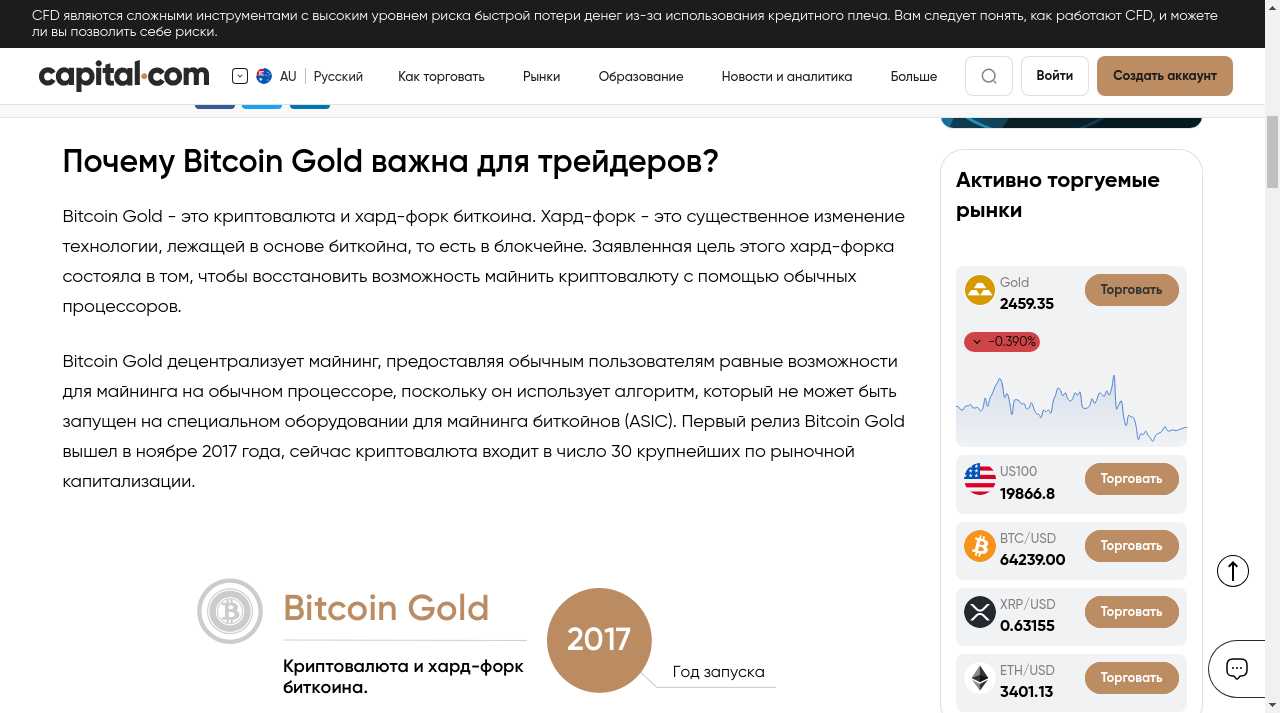 CFD являются сложными инструментами с высоким уровнем риска быстрой потери денег из-за использования кредитного плеча. Вам следует понять, как работают CFD, и можете
ли вы позволить себе риски.
capital.com
AU
Русский
Как торговать
Рынки
Образование
Новости и аналитика
Больше
Войти
Создать аккаунт
Почему Bitcoin Gold важна для трейдеров?
Bitcoin Gold - это криптовалюта и хард-форк биткоина. Хард-форк - это существенное изменение
технологии, лежащей в основе биткойна, то есть в блокчейне. Заявленная цель этого хард-форка
состояла в том, чтобы восстановить возможность майнить криптовалюту с помощью обычных
процессоров.
Bitcoin Gold децентрализует майнинг, предоставляя обычным пользователям равные возможности
для майнинга на обычном процессоре, поскольку он использует алгоритм, который не может быть
запущен на специальном оборудовании для майнинга биткойнов (ASIC). Первый релиз Bitcoin Gold
вышел в ноябре 2017 года, сейчас криптовалюта входит в число 30 крупнейших по рыночной
капитализации.
Bitcoin Gold
Криптовалюта и хард-форк
биткоина.
2017
Год запуска
Активно торгуемые
рынки
Gold
2459.35
Торговать
-0.390%
US100
19866.8
Торговать
BTC/USD
64239.00
Торговать
XRP/USD
0.63155
Торговать
ETH/USD
3401.13
Торговать